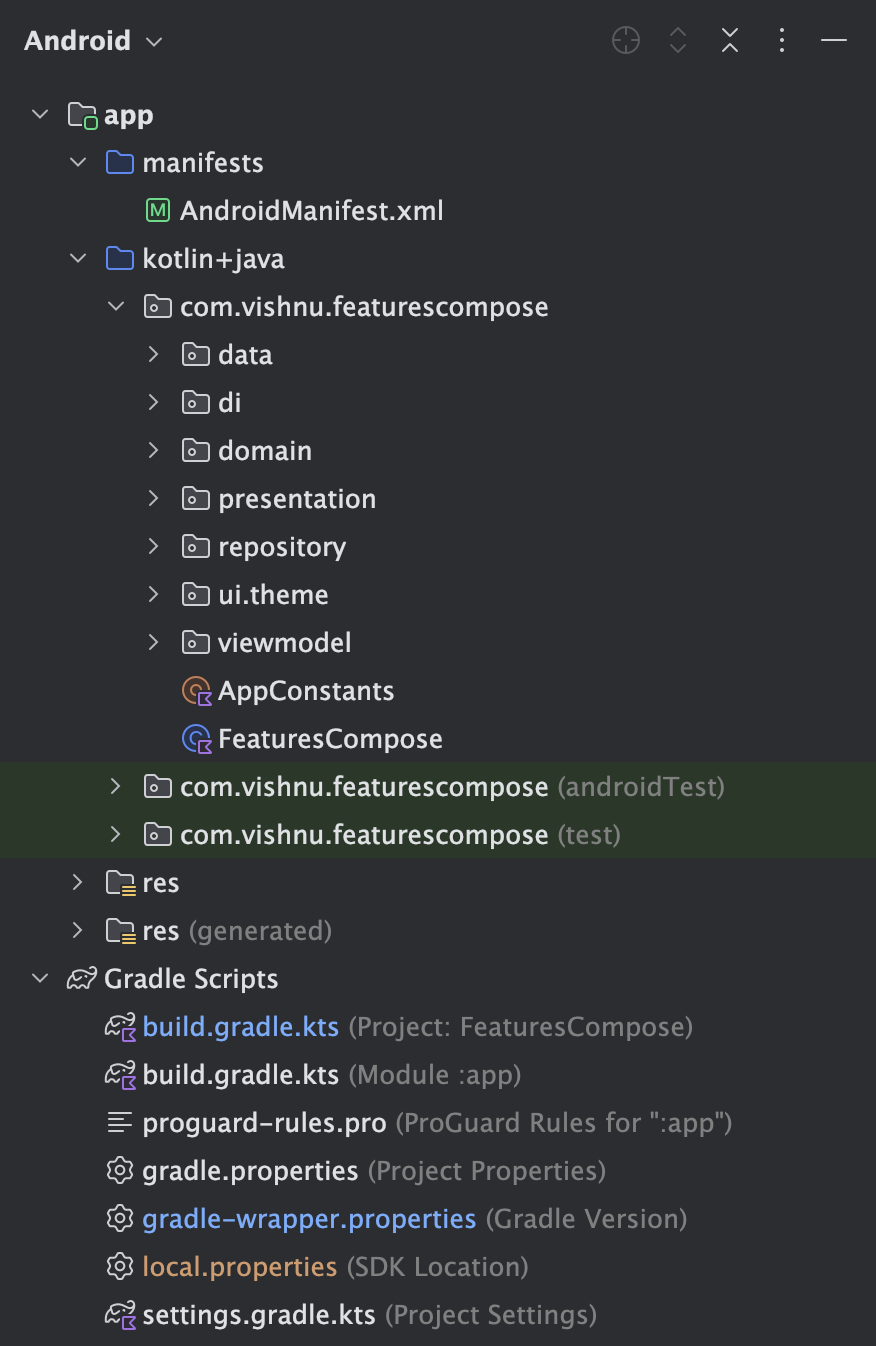 Android
app
manifests
AndroidManifest.xml
kotlin+java
com.vishnu.featurescompose
data
di
domain
presentation
repository
ui.theme
viewmodel
AppConstants
FeaturesCompose
com.vishnu.featurescompose (androidTest)
com.vishnu.featurescompose (test)
res
res (generated)
Gradle Scripts
build.gradle.kts (Project: FeaturesCompose)
build.gradle.kts (Module :app)
proguard-rules.pro (ProGuard Rules for ":app")
gradle.properties (Project Properties)
gradle-wrapper.properties (Gradle Version)
local.properties (SDK Location)
settings.gradle.kts (Project Settings)